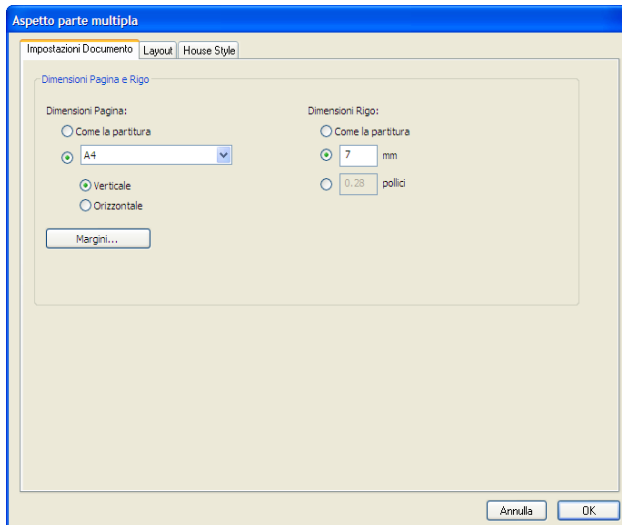 Aspetto parte multipla
Impostazioni Documento Layout House Style
Dimensioni Pagina e Rigo
Dimensioni Pagina:
Come la partitura
A4
Verticale
Orizzontale
Margini...
Dimensioni Rigo:
Come la partitura
7 mm
0.28 pollici
Annulla OK